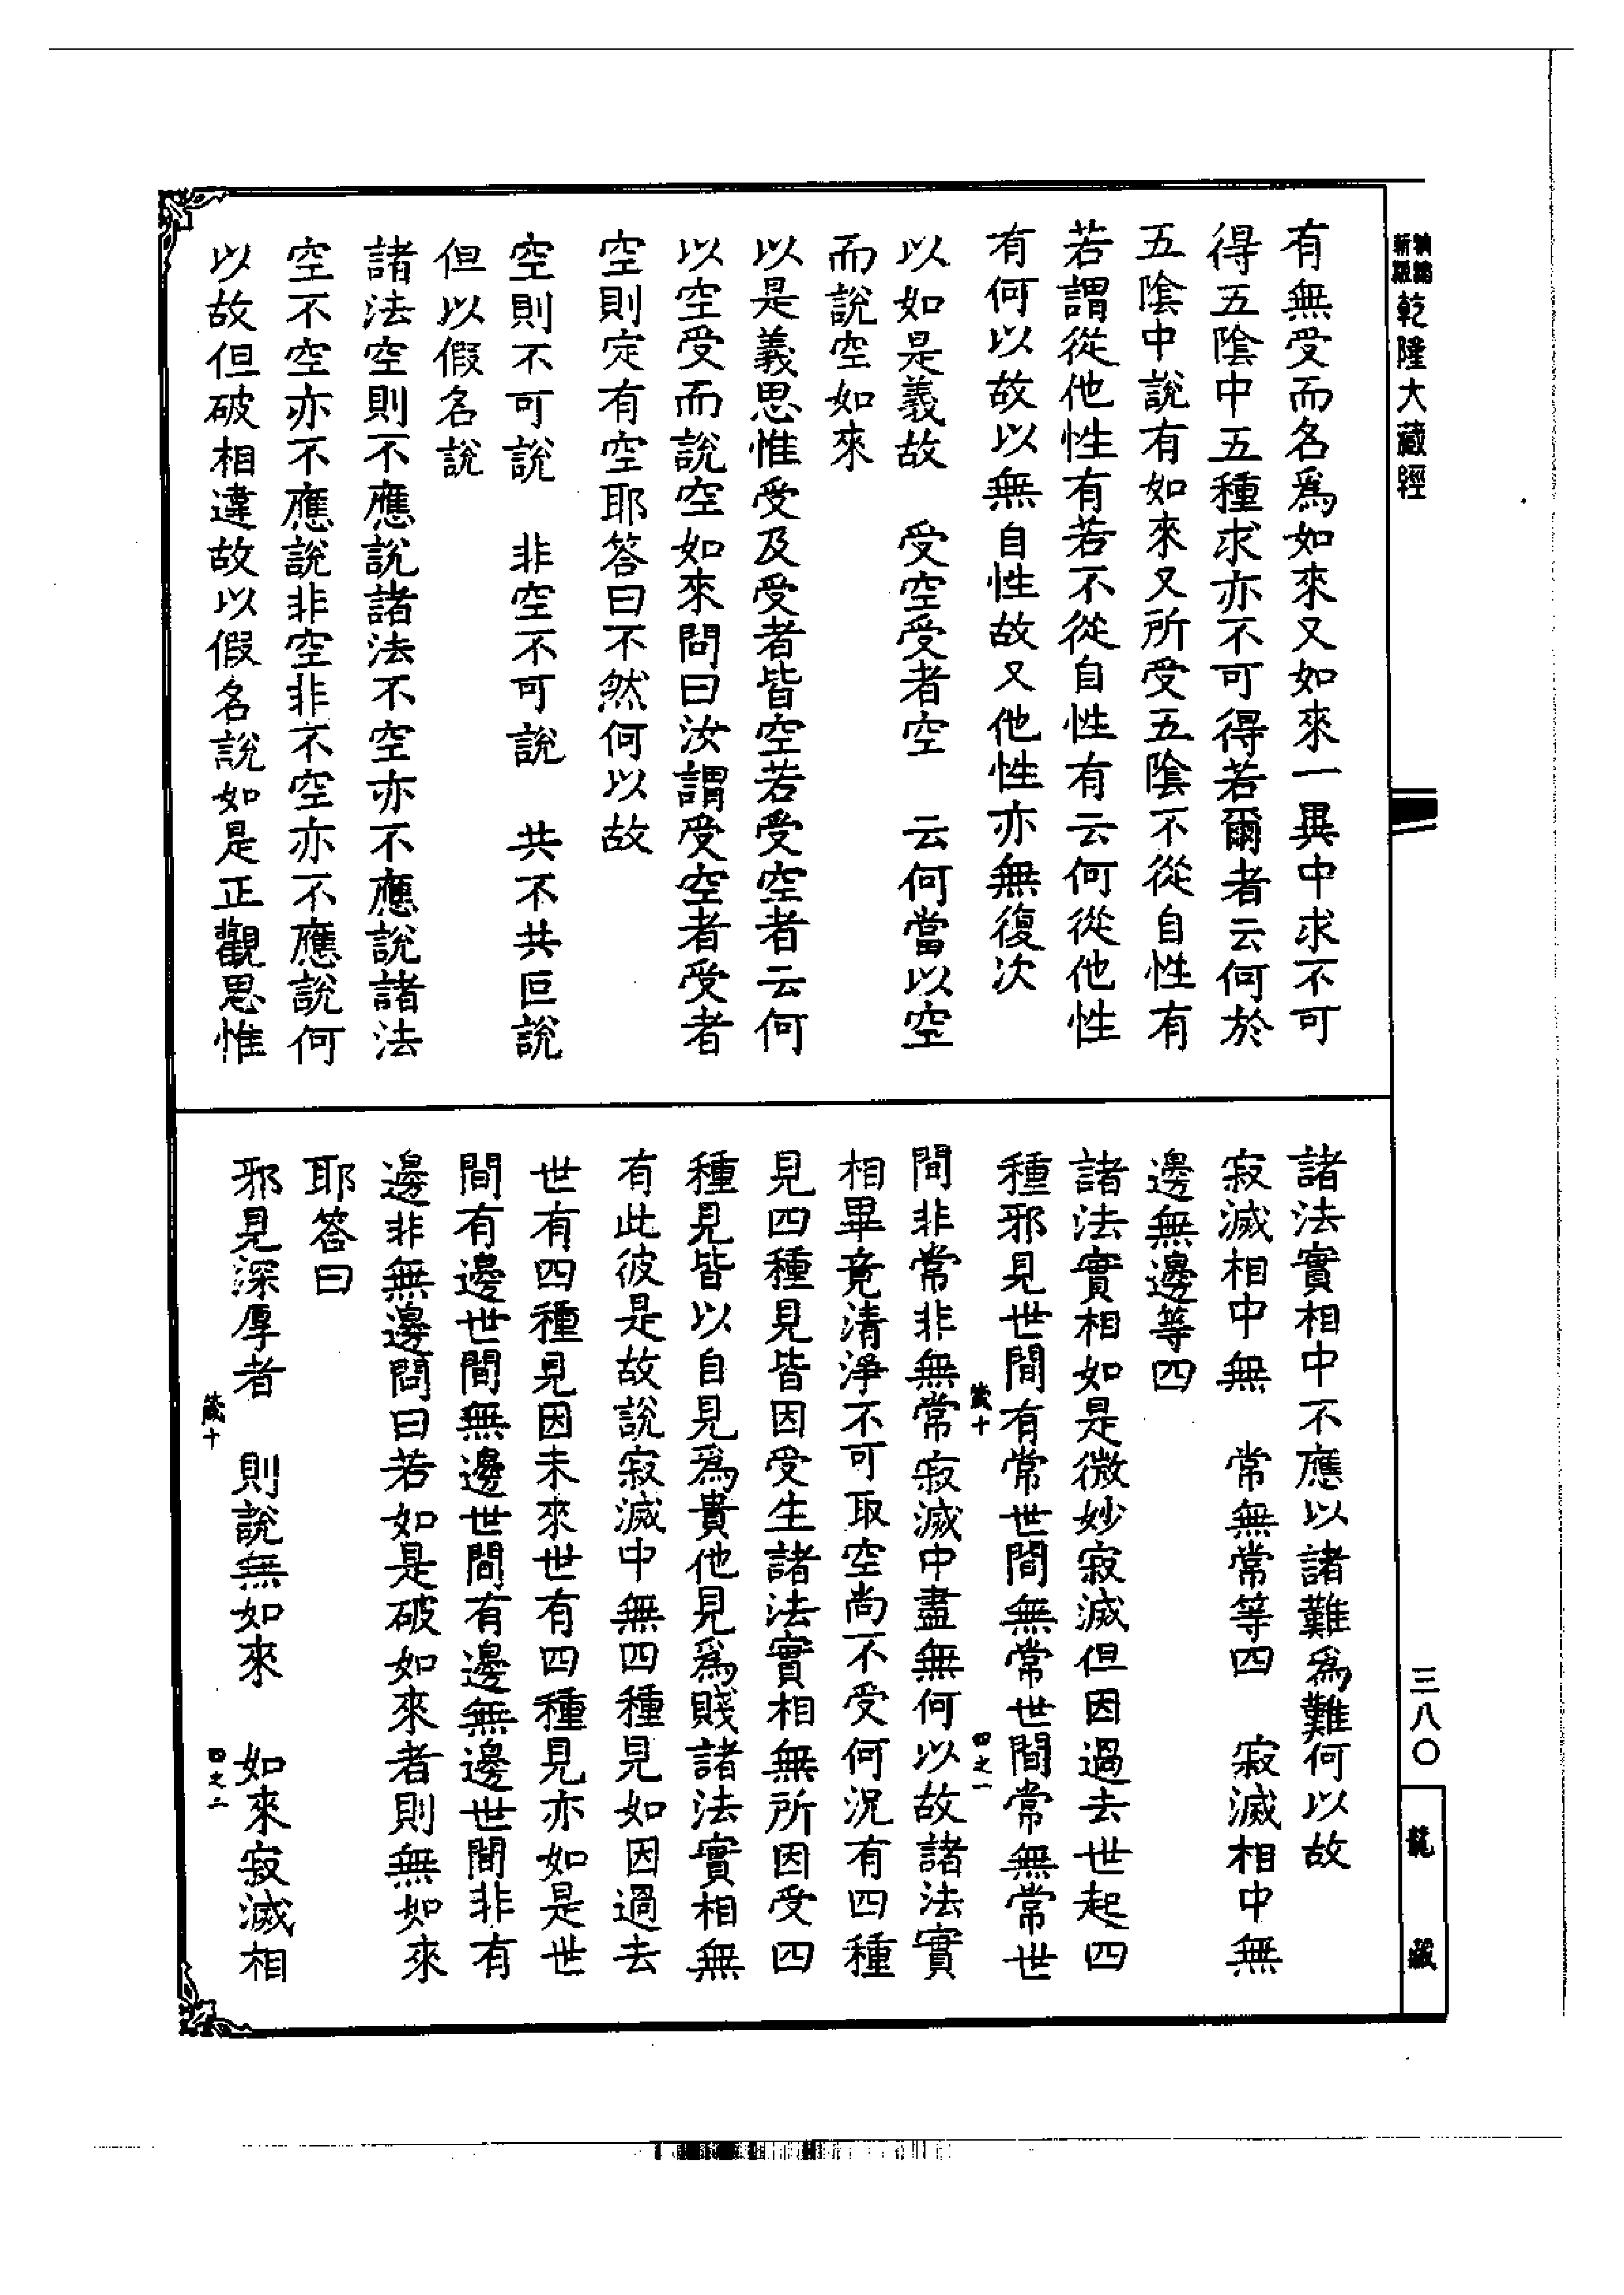 新編縮版乾隆大藏經
有無受而名爲如來又如來一異中求不可
得五陰中五種求亦不可得若爾者云何於
五陰中說有如來又所受五陰不從自性有
若謂從他性有若不從自性有云何從他性
有何以故以無自性故又他性亦無復次
以如是義故　受空受者空　云何當以空
而說空如來
以是義思惟受及受者皆空若受空者云何
以空受而說空如來問曰汝謂受空者受者
空則定有空耶答曰不然何以故
空則不可說　非空不可說　共不共叵說
但以假名說
諸法空則不應說諸法不空亦不應說諸法
空不空亦不應說非空非不空亦不應說何
以故但破相違故以假名說如是正觀思惟
諸法實相中不應以諸難爲難何以故
寂滅相中無　常無常等四　寂滅相中無
邊無邊等四
諸法實相如是微妙寂滅但因過去世起四
種邪見世間有常世間無常世間常無常世
歲十
四之一
間非常非無常寂滅中盡無何以故諸法實
相畢竟清淨不可取空尚不受何況有四種
見四種見皆因受生諸法實相無所因受四
種見皆以自見爲貴他見爲賤諸法實相無
有此彼是故說寂滅中無四種見如因過去
世有四種見因未來世有四種見亦如是世
間有邊世間無邊世間有邊無邊世間非有
邊非無邊問曰若如是破如來者則無如來
耶答曰
邪見深厚者　則說無如來　如來寂滅相
歲十
四之二
三八〇
龍藏